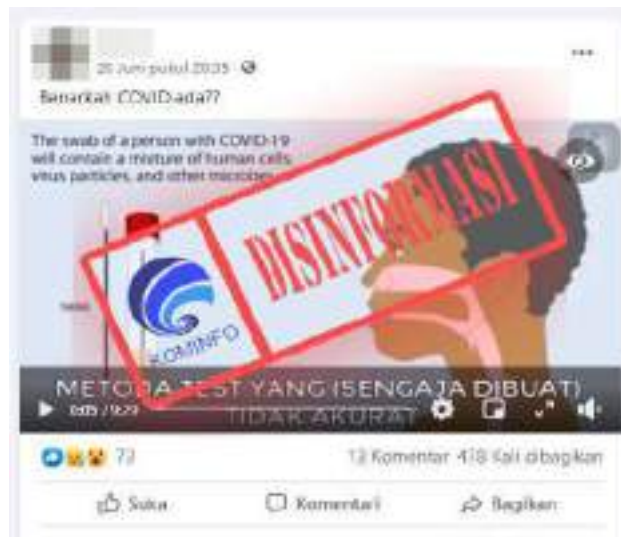 20 Juni pukul 20.35
Benarkah COVID ada??
The swab of a person with COVID-19
will contain a mixture of human cells,
virus particles, and other microbes
DISINFORMASI
KOMINFO
METODA TEST YANG (SENGAJA DIBUAT)
TIDAK AKURAT
73
13 Komentar 418 Kali dibagikan
Suka Komentari Bagikan